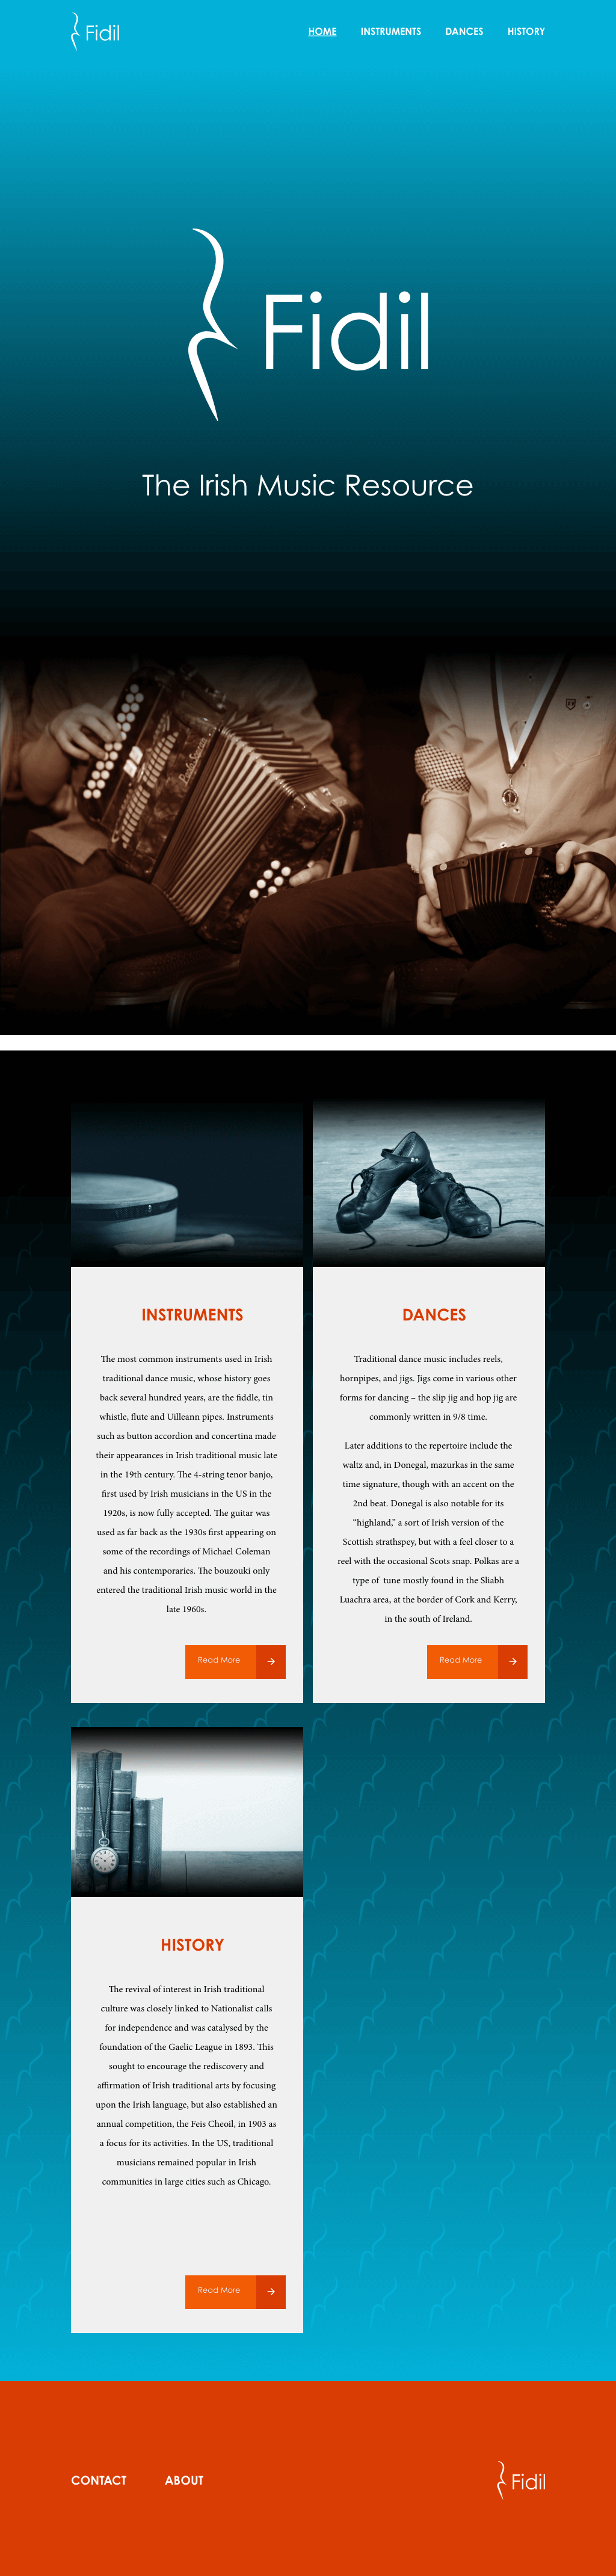 Fidil
HOME INSTRUMENTS DANCES HISTORY
Fidil
The Irish Music Resource
INSTRUMENTS
The most common instruments used in Irish
traditional dance music, whose history goes
back several hundred years, are the fiddle, tin
whistle, flute and Uilleann pipes. Instruments
such as button accordion and concertina made
their appearances in Irish traditional music late
in the 19th century. The 4-string tenor banjo,
first used by Irish musicians in the US in the
1920s, is now fully accepted. The guitar was
used as far back as the 1930s first appearing on
some of the recordings of Michael Coleman
and his contemporaries. The bouzouki only
entered the traditional Irish music world in the
late 1960s.
Read More
DANCES
Traditional dance music includes reels,
hornpipes, and jigs. Jigs come in various other
forms for dancing – the slip jig and hop jig are
commonly written in 9/8 time.
Later additions to the repertoire include the
waltz and, in Donegal, mazurkas in the same
time signature, though with an accent on the
2nd beat. Donegal is also notable for its
“highland,” a sort of Irish version of the
Scottish strathspey, but with a feel closer to a
reel with the occasional Scots snap. Polkas are a
type of  tune mostly found in the Sliabh
Luachra area, at the border of Cork and Kerry,
in the south of Ireland.
Read More
HISTORY
The revival of interest in Irish traditional
culture was closely linked to Nationalist calls
for independence and was catalysed by the
foundation of the Gaelic League in 1893. This
sought to encourage the rediscovery and
affirmation of Irish traditional arts by focusing
upon the Irish language, but also established an
annual competition, the Feis Cheoil, in 1903 as
a focus for its activities. In the US, traditional
musicians remained popular in Irish
communities in large cities such as Chicago.
Read More
CONTACT ABOUT
Fidil